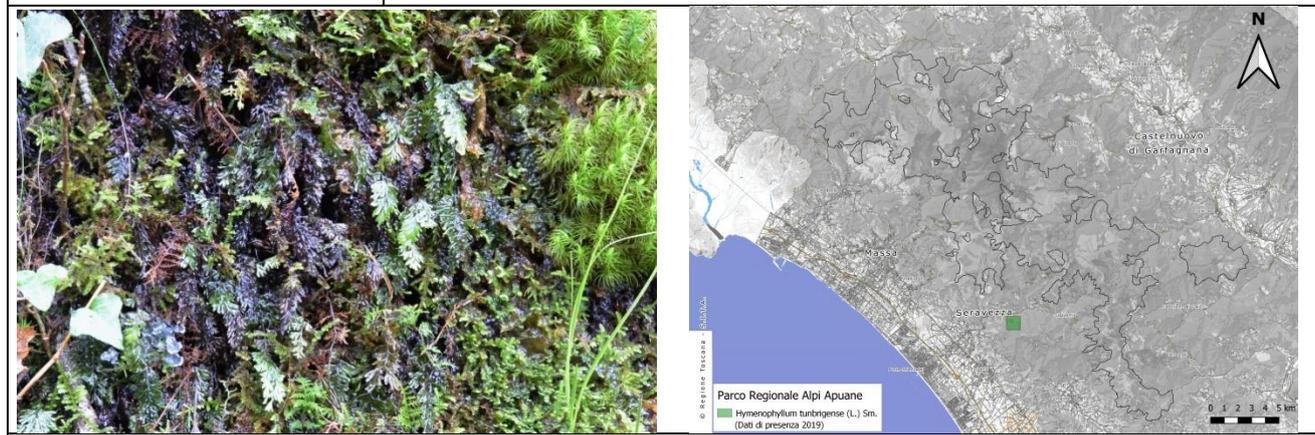 N
Castelnuovo
di Garfagnana
Massa
Seravezza
© Regione Toscana - S.I.T.A.
Parco Regionale Alpi Apuane
Hymenophyllum tunbrigense (L.) Sm.
(Dati di presenza 2019)
0 1 2 3 4 5 km